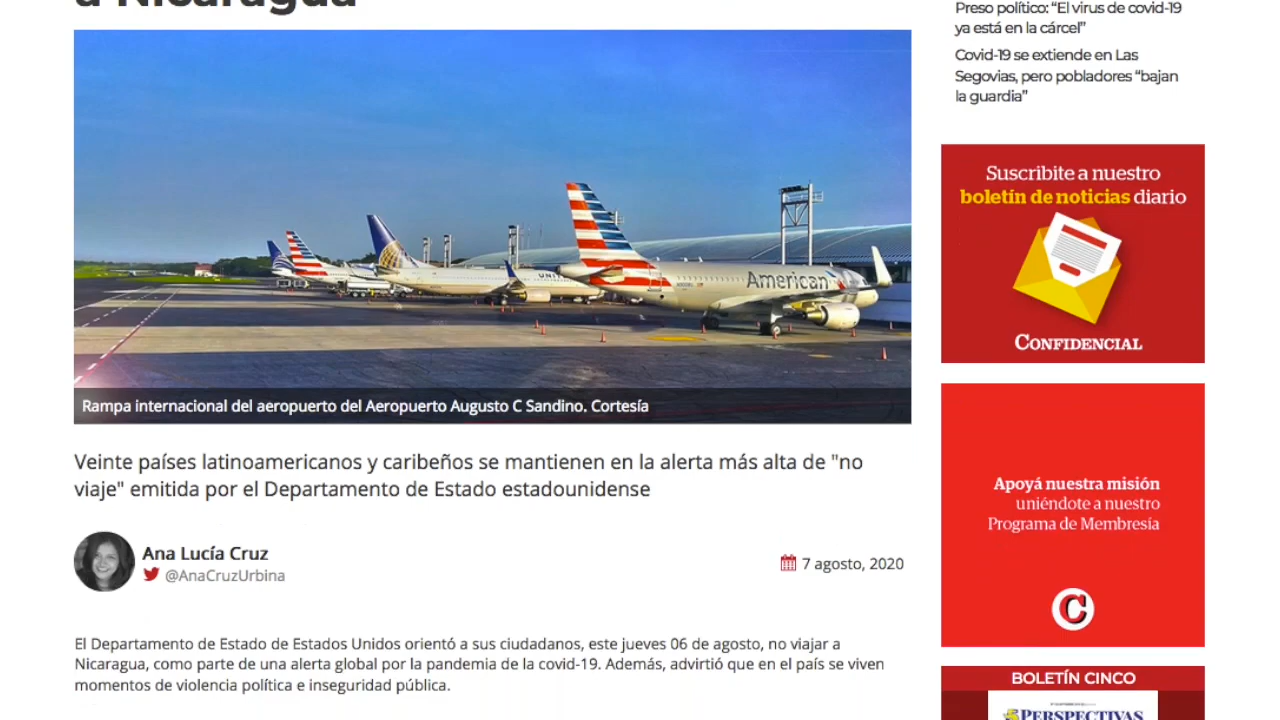 a Nicaragua
American
UNIT
Rampa internacional del aeropuerto del Aeropuerto Augusto C Sandino. Cortesía
Veinte países latinoamericanos y caribeños se mantienen en la alerta más alta de "no
viaje" emitida por el Departamento de Estado estadounidense
Ana Lucía Cruz
@AnaCruzUrbina
7 agosto, 2020
El Departamento de Estado de Estados Unidos orientó a sus ciudadanos, este jueves 06 de agosto, no viajar a
Nicaragua, como parte de una alerta global por la pandemia de la covid-19. Además, advirtió que en el país se viven
momentos de violencia política e inseguridad pública.
Preso político: “El virus de covid-19
ya está en la cárcel”
Covid-19 se extiende en Las
Segovias, pero pobladores “bajan
la guardia”
Suscribite a nuestro
boletín de noticias diario
CONFIDENCIAL
Apoyá nuestra misión
uniéndote a nuestro
Programa de Membresía
C
BOLETÍN CINCO
PERSPECTIVAS